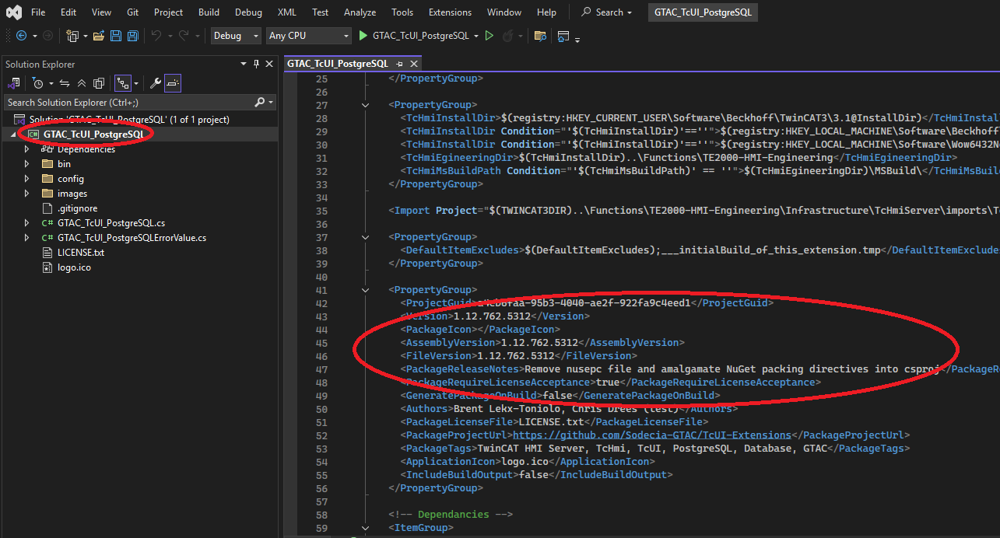 File Edit View Git Project Build Debug XML Test Analyze Tools Extensions Window Help Search GTAC_TcUI_PostgreSQL
Debug Any CPU GTAC_TcUI_PostgreSQL
Solution Explorer
Search Solution Explorer (Ctrl+;)
Solution 'GTAC_TcUI_PostgreSQL' (1 of 1 project)
GTAC_TcUI_PostgreSQL
Dependencies
bin
config
images
.gitignore
C# GTAC_TcUI_PostgreSQL.cs
C# GTAC_TcUI_PostgreSQLErrorValue.cs
LICENSE.txt
logo.ico
GTAC_TcUI_PostgreSQL
25 </PropertyGroup>
26
27 <PropertyGroup>
28 <TcHmiInstallDir>$(registry:HKEY_CURRENT_USER\Software\Beckhoff\TwinCAT3\3.1@InstallDir)</TcHmiInstall
29 <TcHmiInstallDir Condition="'$(TcHmiInstallDir)'==''">$(registry:HKEY_LOCAL_MACHINE\Software\Beckhoff
30 <TcHmiInstallDir Condition="'$(TcHmiInstallDir)'==''">$(registry:HKEY_LOCAL_MACHINE\Software\Wow6432N
31 <TcHmiEgineeringDir>$(TcHmiInstallDir)..\Functions\TE2000-HMI-Engineering</TcHmiEgineeringDir>
32 <TcHmiMsBuildPath Condition="'$(TcHmiMsBuildPath)' == ''">$(TcHmiEgineeringDir)\MSBuild\</TcHmiMsBuil
33 </PropertyGroup>
34
35 <Import Project="$(TWINCAT3DIR)..\Functions\TE2000-HMI-Engineering\Infrastructure\TcHmiServer\imports\T
36
37 <PropertyGroup>
38 <DefaultItemExcludes>$(DefaultItemExcludes);___initialBuild_of_this_extension.tmp</DefaultItemExclude
39 </PropertyGroup>
40
41 <PropertyGroup>
42 <ProjectGuid>-95b3-4040-ae2f-922fa9c4eed1</ProjectGuid>
43 <Version>1.12.762.5312</Version>
44 <PackageIcon></PackageIcon>
45 <AssemblyVersion>1.12.762.5312</AssemblyVersion>
46 <FileVersion>1.12.762.5312</FileVersion>
47 <PackageReleaseNotes>Remove nusepc file and amalgamate NuGet packing directives into csproj</PackageR
48 <PackageRequireLicenseAcceptance>true</PackageRequireLicenseAcceptance>
49 <GeneratePackageOnBuild>false</GeneratePackageOnBuild>
50 <Authors>Brent Lekx-Toniolo, Chris Drees (test)</Authors>
51 <PackageLicenseFile>LICENSE.txt</PackageLicenseFile>
52 <PackageProjectUrl>https://github.com/Sodecia-GTAC/TcUI-Extensions</PackageProjectUrl>
53 <PackageTags>TwinCAT HMI Server, TcHmi, TcUI, PostgreSQL, Database, GTAC</PackageTags>
54 <ApplicationIcon>logo.ico</ApplicationIcon>
55 <IncludeBuildOutput>false</IncludeBuildOutput>
56 </PropertyGroup>
57
58 <!-- Dependancies -->
59 <ItemGroup>